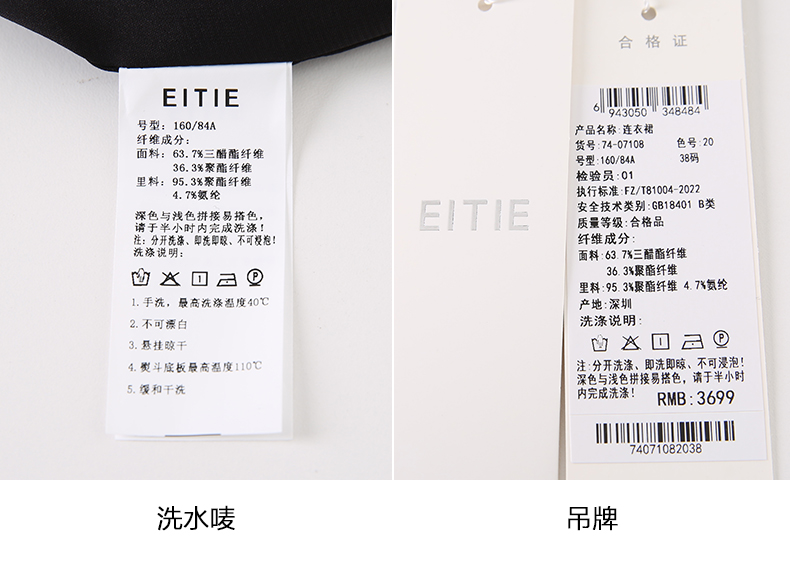 EITIE
号型: 160/84A
纤维成分:
面料: 63.7%三醋酯纤维
36.3%聚酯纤维
里料: 95.3%聚酯纤维
4.7%氨纶
深色与浅色拼接易搭色,
请于半小时内完成洗涤!
注: 分开洗涤、即洗即晾、不可浸泡!
洗涤说明:
1.手洗，最高洗涤温度40℃
2.不可漂白
3.悬挂晾干
4.熨斗底板最高温度110℃
5.缓和干洗
洗水唛
EITIE
合格证
6 943050 348484
产品名称: 连衣裙
货号: 74-07108 色号: 20
号型: 160/84A 38码
检验员: 01
执行标准: FZ/T81004-2022
安全技术类别: GB18401 B类
质量等级: 合格品
纤维成分:
面料: 63.7%三醋酯纤维
36.3%聚酯纤维
里料: 95.3%聚酯纤维 4.7%氨纶
产地: 深圳
洗涤说明:
注: 分开洗涤、即洗即晾、不可浸泡!
深色与浅色拼接易搭色，请于半小时
内完成洗涤!
RMB: 3699
74071082038
吊牌